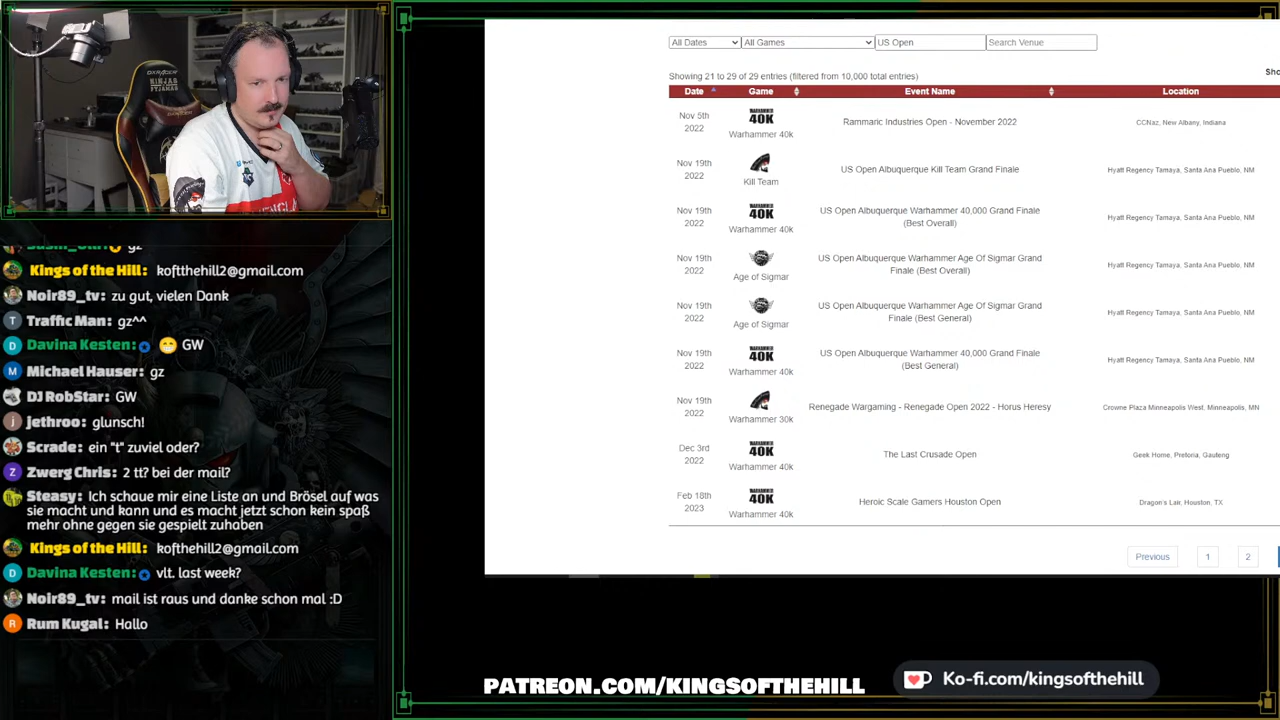 gz
Kings of the Hill: koftthehill2@gmail.com
Noir89_tv: zu gut, vielen Dank
Traffic Man: gz^^
Davina Kesten: GW
Michael Hauser: gz
DJ RobStar: GW
Jethbo: glunsch!
Scrade: ein "t" zuviel oder?
Zwerg Chris: 2 tt? bei der mail?
Stevy: Ich schaue mir eine Liste an und Brösel auf was
sie macht und kann und es macht jetzt schon kein spaß
mehr ohne gegen sie gespielt zuhaben
Kings of the Hill: kofthehill2@gmail.com
Davina Kesten: vlt. last week?
Noir89_tv: mail ist raus und danke schon mal :D
Rum Kugal: Hallo
All Dates All Games US Open Search Venue
Showing 21 to 29 of 29 entries (filtered from 10,000 total entries)
Sho
Date Game Event Name Location
Nov 5th
2022
WARHAMMER
40K
Warhammer 40k
Rammaric Industries Open - November 2022
CCNaz, New Albany, Indiana
Nov 19th
2022
Kill Team
US Open Albuquerque Kill Team Grand Finale
Hyatt Regency Tamaya, Santa Ana Pueblo, NM
Nov 19th
2022
WARHAMMER
40K
Warhammer 40k
US Open Albuquerque Warhammer 40,000 Grand Finale
(Best Overall)
Hyatt Regency Tamaya, Santa Ana Pueblo, NM
Nov 19th
2022
Age of Sigmar
US Open Albuquerque Warhammer Age Of Sigmar Grand
Finale (Best Overall)
Hyatt Regency Tamaya, Santa Ana Pueblo, NM
Nov 19th
2022
Age of Sigmar
US Open Albuquerque Warhammer Age Of Sigmar Grand
Finale (Best General)
Hyatt Regency Tamaya, Santa Ana Pueblo, NM
Nov 19th
2022
WARHAMMER
40K
Warhammer 40k
US Open Albuquerque Warhammer 40,000 Grand Finale
(Best General)
Hyatt Regency Tamaya, Santa Ana Pueblo, NM
Nov 19th
2022
Warhammer 30k
Renegade Wargaming - Renegade Open 2022 - Horus Heresy
Crowne Plaza Minneapolis West, Minneapolis, MN
Dec 3rd
2022
WARHAMMER
40K
Warhammer 40k
The Last Crusade Open
Geek Home, Pretoria, Gauteng
Feb 18th
2023
WARHAMMER
40K
Warhammer 40k
Heroic Scale Gamers Houston Open
Dragon's Lair, Houston, TX
Previous 1 2
PATREON.COM/KINGSOFTHEHILL
Ko-fi.com/kingsofthehill